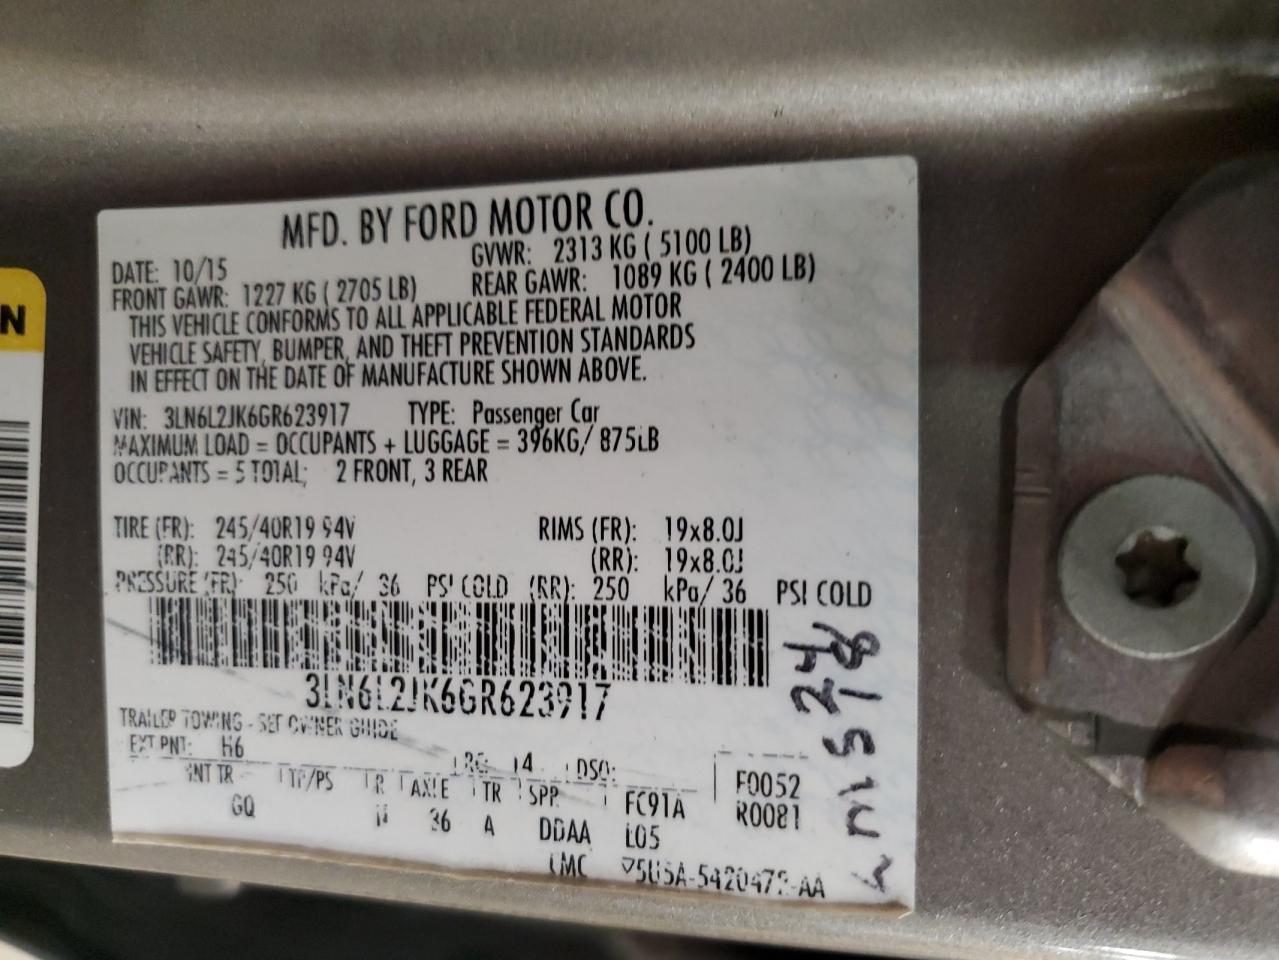 MFD. BY FORD MOTOR CO.
DATE: 10/15 GVWR: 2313 KG ( 5100 LB)
FRONT GAWR: 1227 KG ( 2705 LB) REAR GAWR: 1089 KG ( 2400 LB)
THIS VEHICLE CONFORMS TO ALL APPLICABLE FEDERAL MOTOR
VEHICLE SAFETY, BUMPER, AND THEFT PREVENTION STANDARDS
IN EFFECT ON THE DATE OF MANUFACTURE SHOWN ABOVE.
VIN: 3LN6L2JK6GR623917 TYPE: Passenger Car
MAXIMUM LOAD = OCCUPANTS + LUGGAGE = 396KG/ 875LB
OCCUPANTS = 5 TOTAL; 2 FRONT, 3 REAR
TIRE (FR): 245/40R19 94V RIMS (FR): 19x8.0J
(RR): 245/40R19 94V (RR): 19x8.0J
PRESSURE (FR): 250 kPa/ 36 PSI COLD (RR): 250 kPa/ 36 PSI COLD
3LN6L2JK6GR623917
TRAILER TOWING - SEE OWNER GUIDE
EXT PNT: H6 RC: 14 DSO:
INT TR TP/PS R AXLE TR SPR F0052
GQ 36 A DDAA FC91A R0081
L05
N